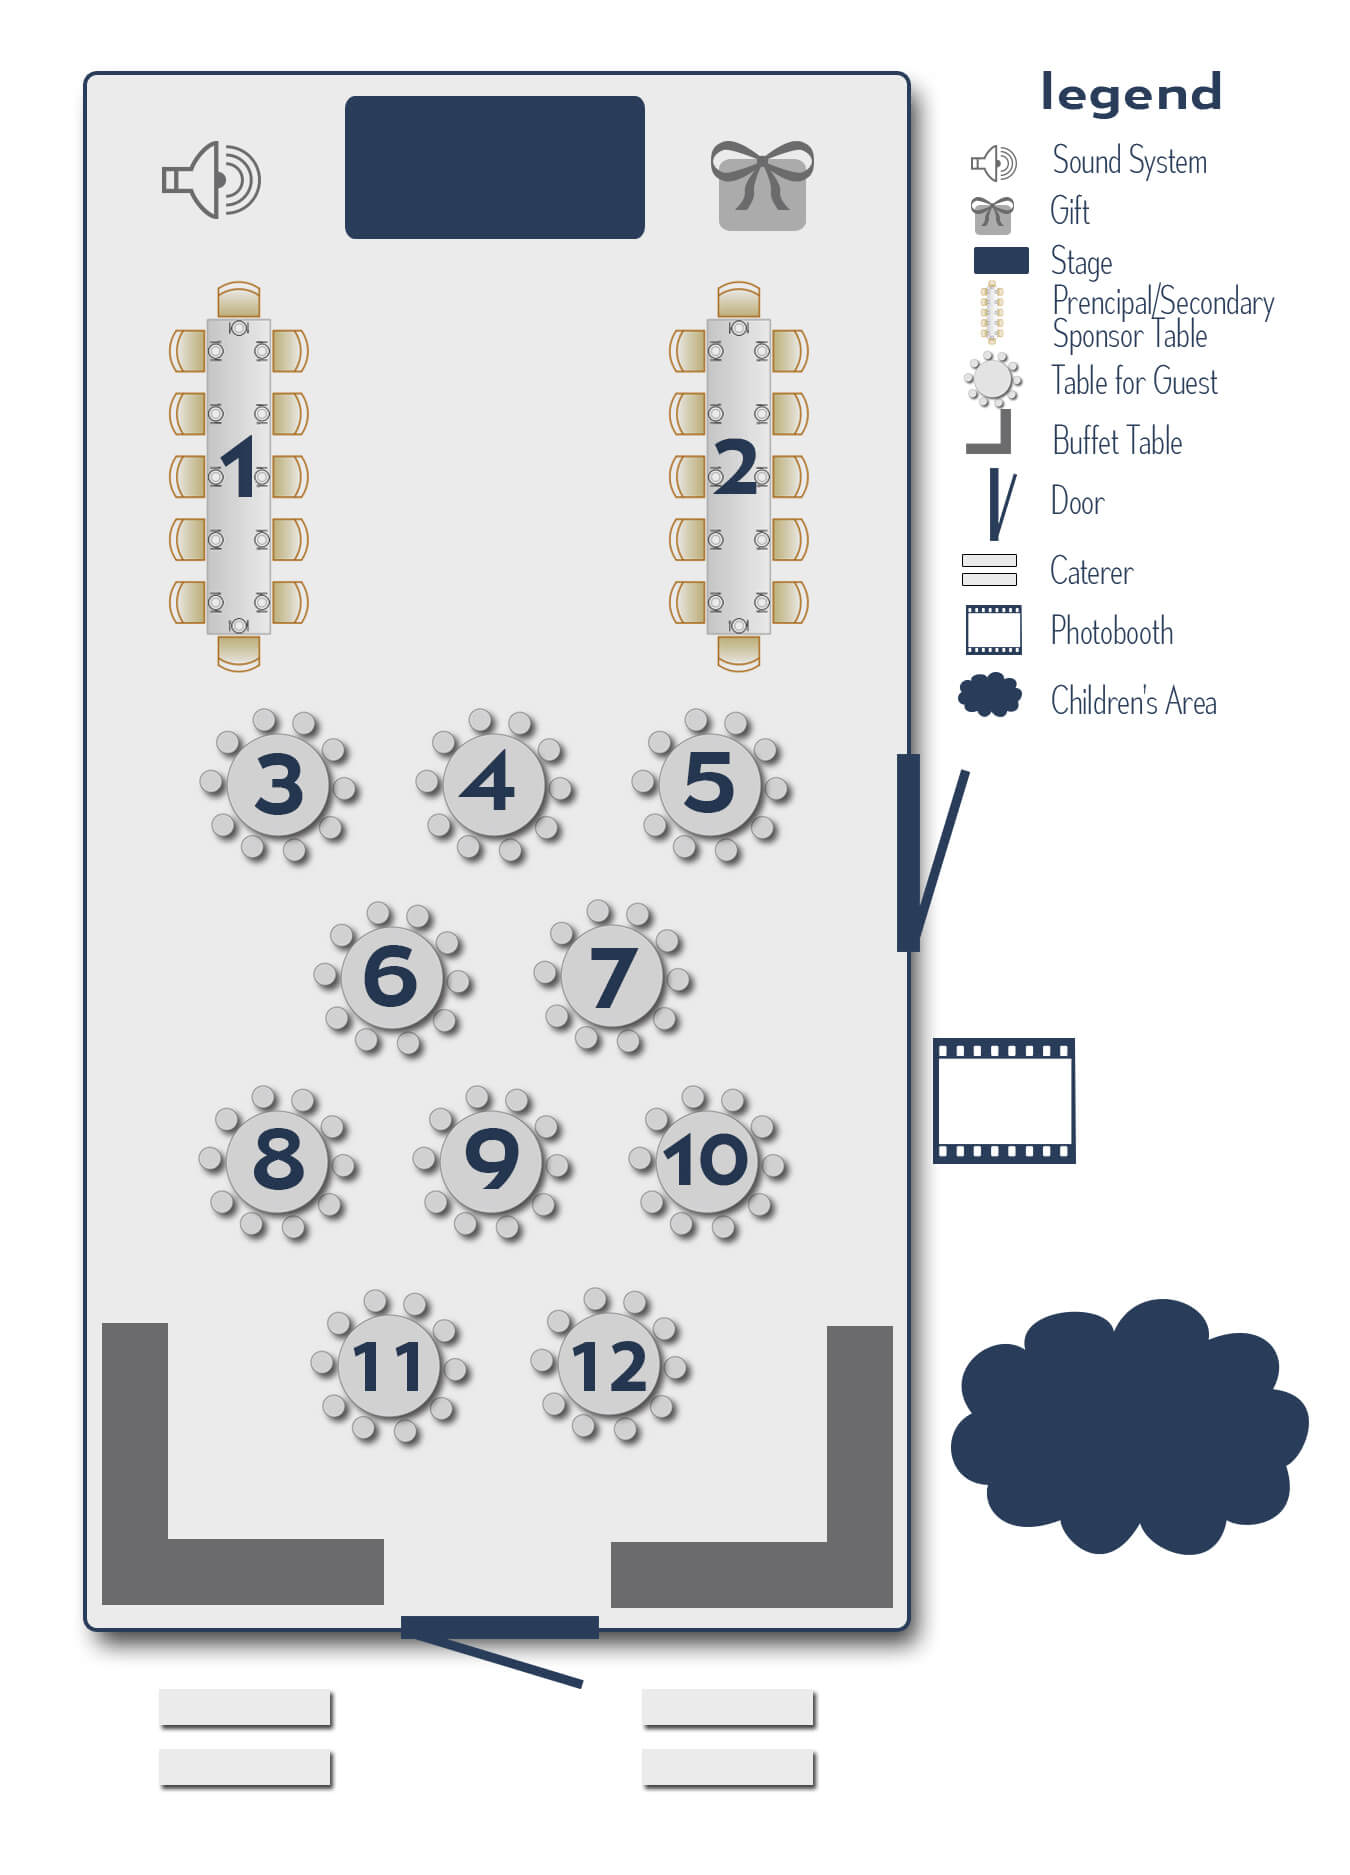 legend
Sound System
Gift
Stage
Prencipal/Secondary
Sponsor Table
Table for Guest
Buffet Table
Door
Caterer
Photobooth
Children's Area
1
2
3
4
5
6
7
8
9
10
11
12